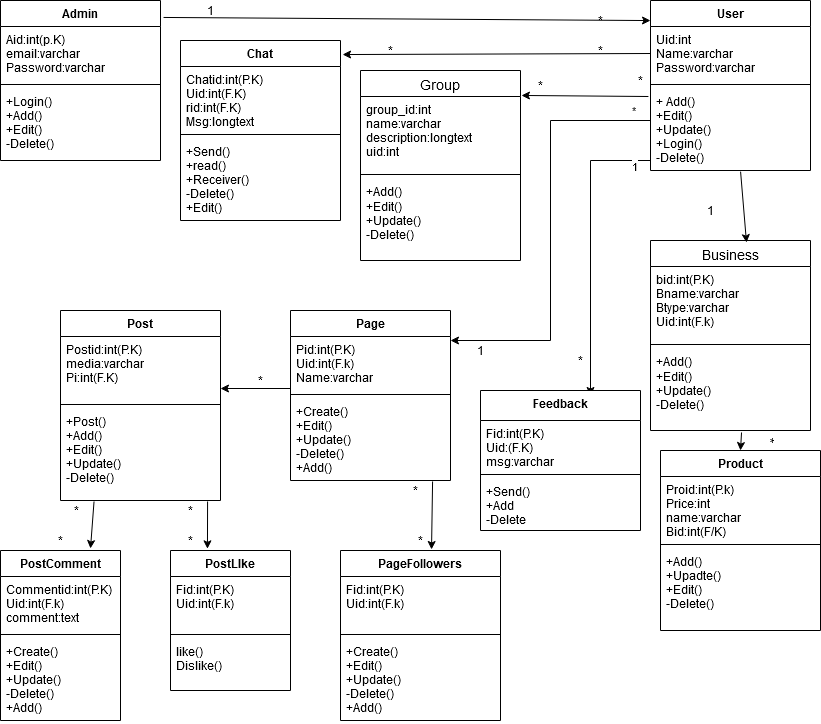 Admin
Aid:int(p.K)
email:varchar
Password:varchar
+Login()
+Add()
+Edit()
-Delete()
1
*
User
Uid:int
Name:varchar
Password:varchar
+ Add()
+Edit()
+Update()
+Login()
-Delete()
Chat
Chatid:int(P.K)
Uid:int(F.K)
rid:int(F.K)
Msg:longtext
+Send()
+read()
+Receiver()
-Delete()
+Edit()
*
*
Group
group_id:int
name:varchar
description:longtext
uid:int
+Add()
+Edit()
+Update()
-Delete()
*
*
*
1
1
Business
bid:int(P.K)
Bname:varchar
Btype:varchar
Uid:int(F.k)
+Add()
+Edit()
+Update()
-Delete()
Post
Postid:int(P.K)
media:varchar
Pi:int(F.K)
+Post()
+Add()
+Edit()
+Update()
-Delete()
*
Page
Pid:int(P.K)
Uid:int(F.k)
Name:varchar
+Create()
+Edit()
+Update()
-Delete()
+Add()
1
*
Feedback
Fid:int(P.K)
Uid:(F.K)
msg:varchar
+Send()
+Add
-Delete
*
Product
Proid:int(P.k)
Price:int
name:varchar
Bid:int(F/K)
+Add()
+Upadte()
+Edit()
-Delete()
*
*
*
*
*
*
PostComment
Commentid:int(P.K)
Uid:int(F.k)
comment:text
+Create()
+Edit()
+Update()
-Delete()
+Add()
PostLIke
Fid:int(P.K)
Uid:int(F.k)
like()
Dislike()
PageFollowers
Fid:int(P.K)
Uid:int(F.k)
+Create()
+Edit()
+Update()
-Delete()
+Add()